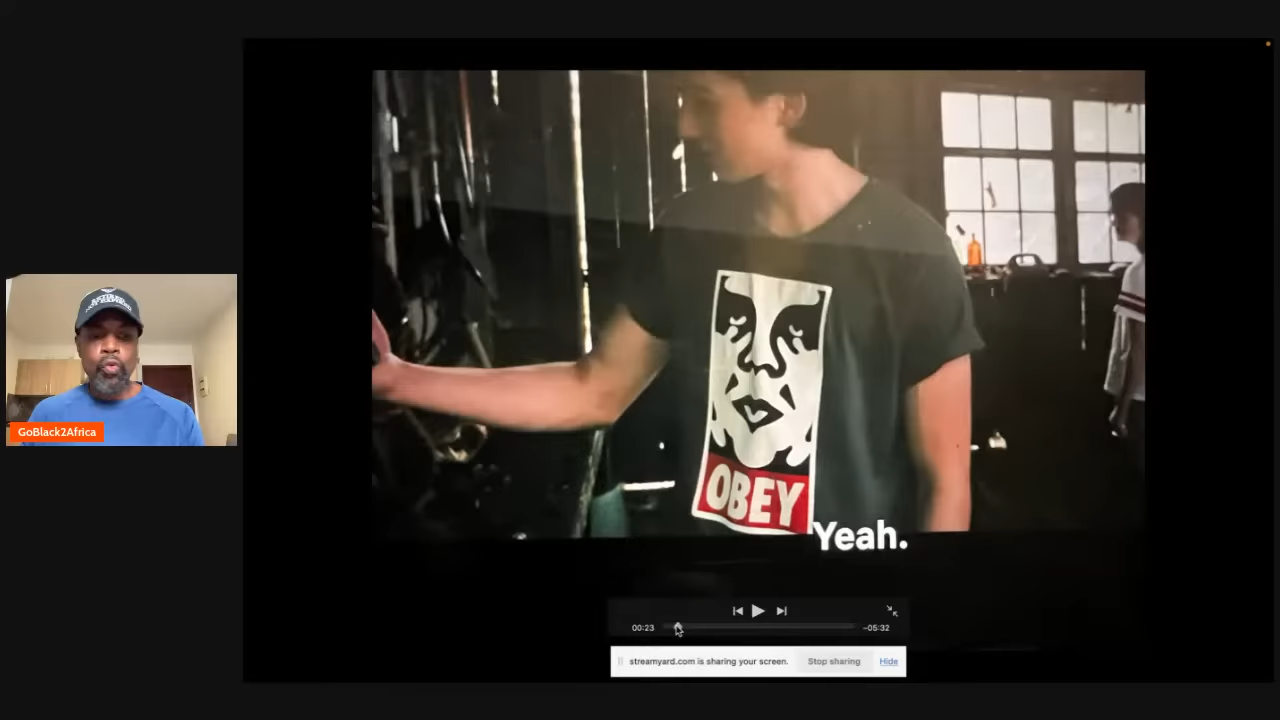 OBEY
Yeah.
00:23
-05:32
streamyard.com is sharing your screen.
Stop sharing
Hide
GoBlack2Africa